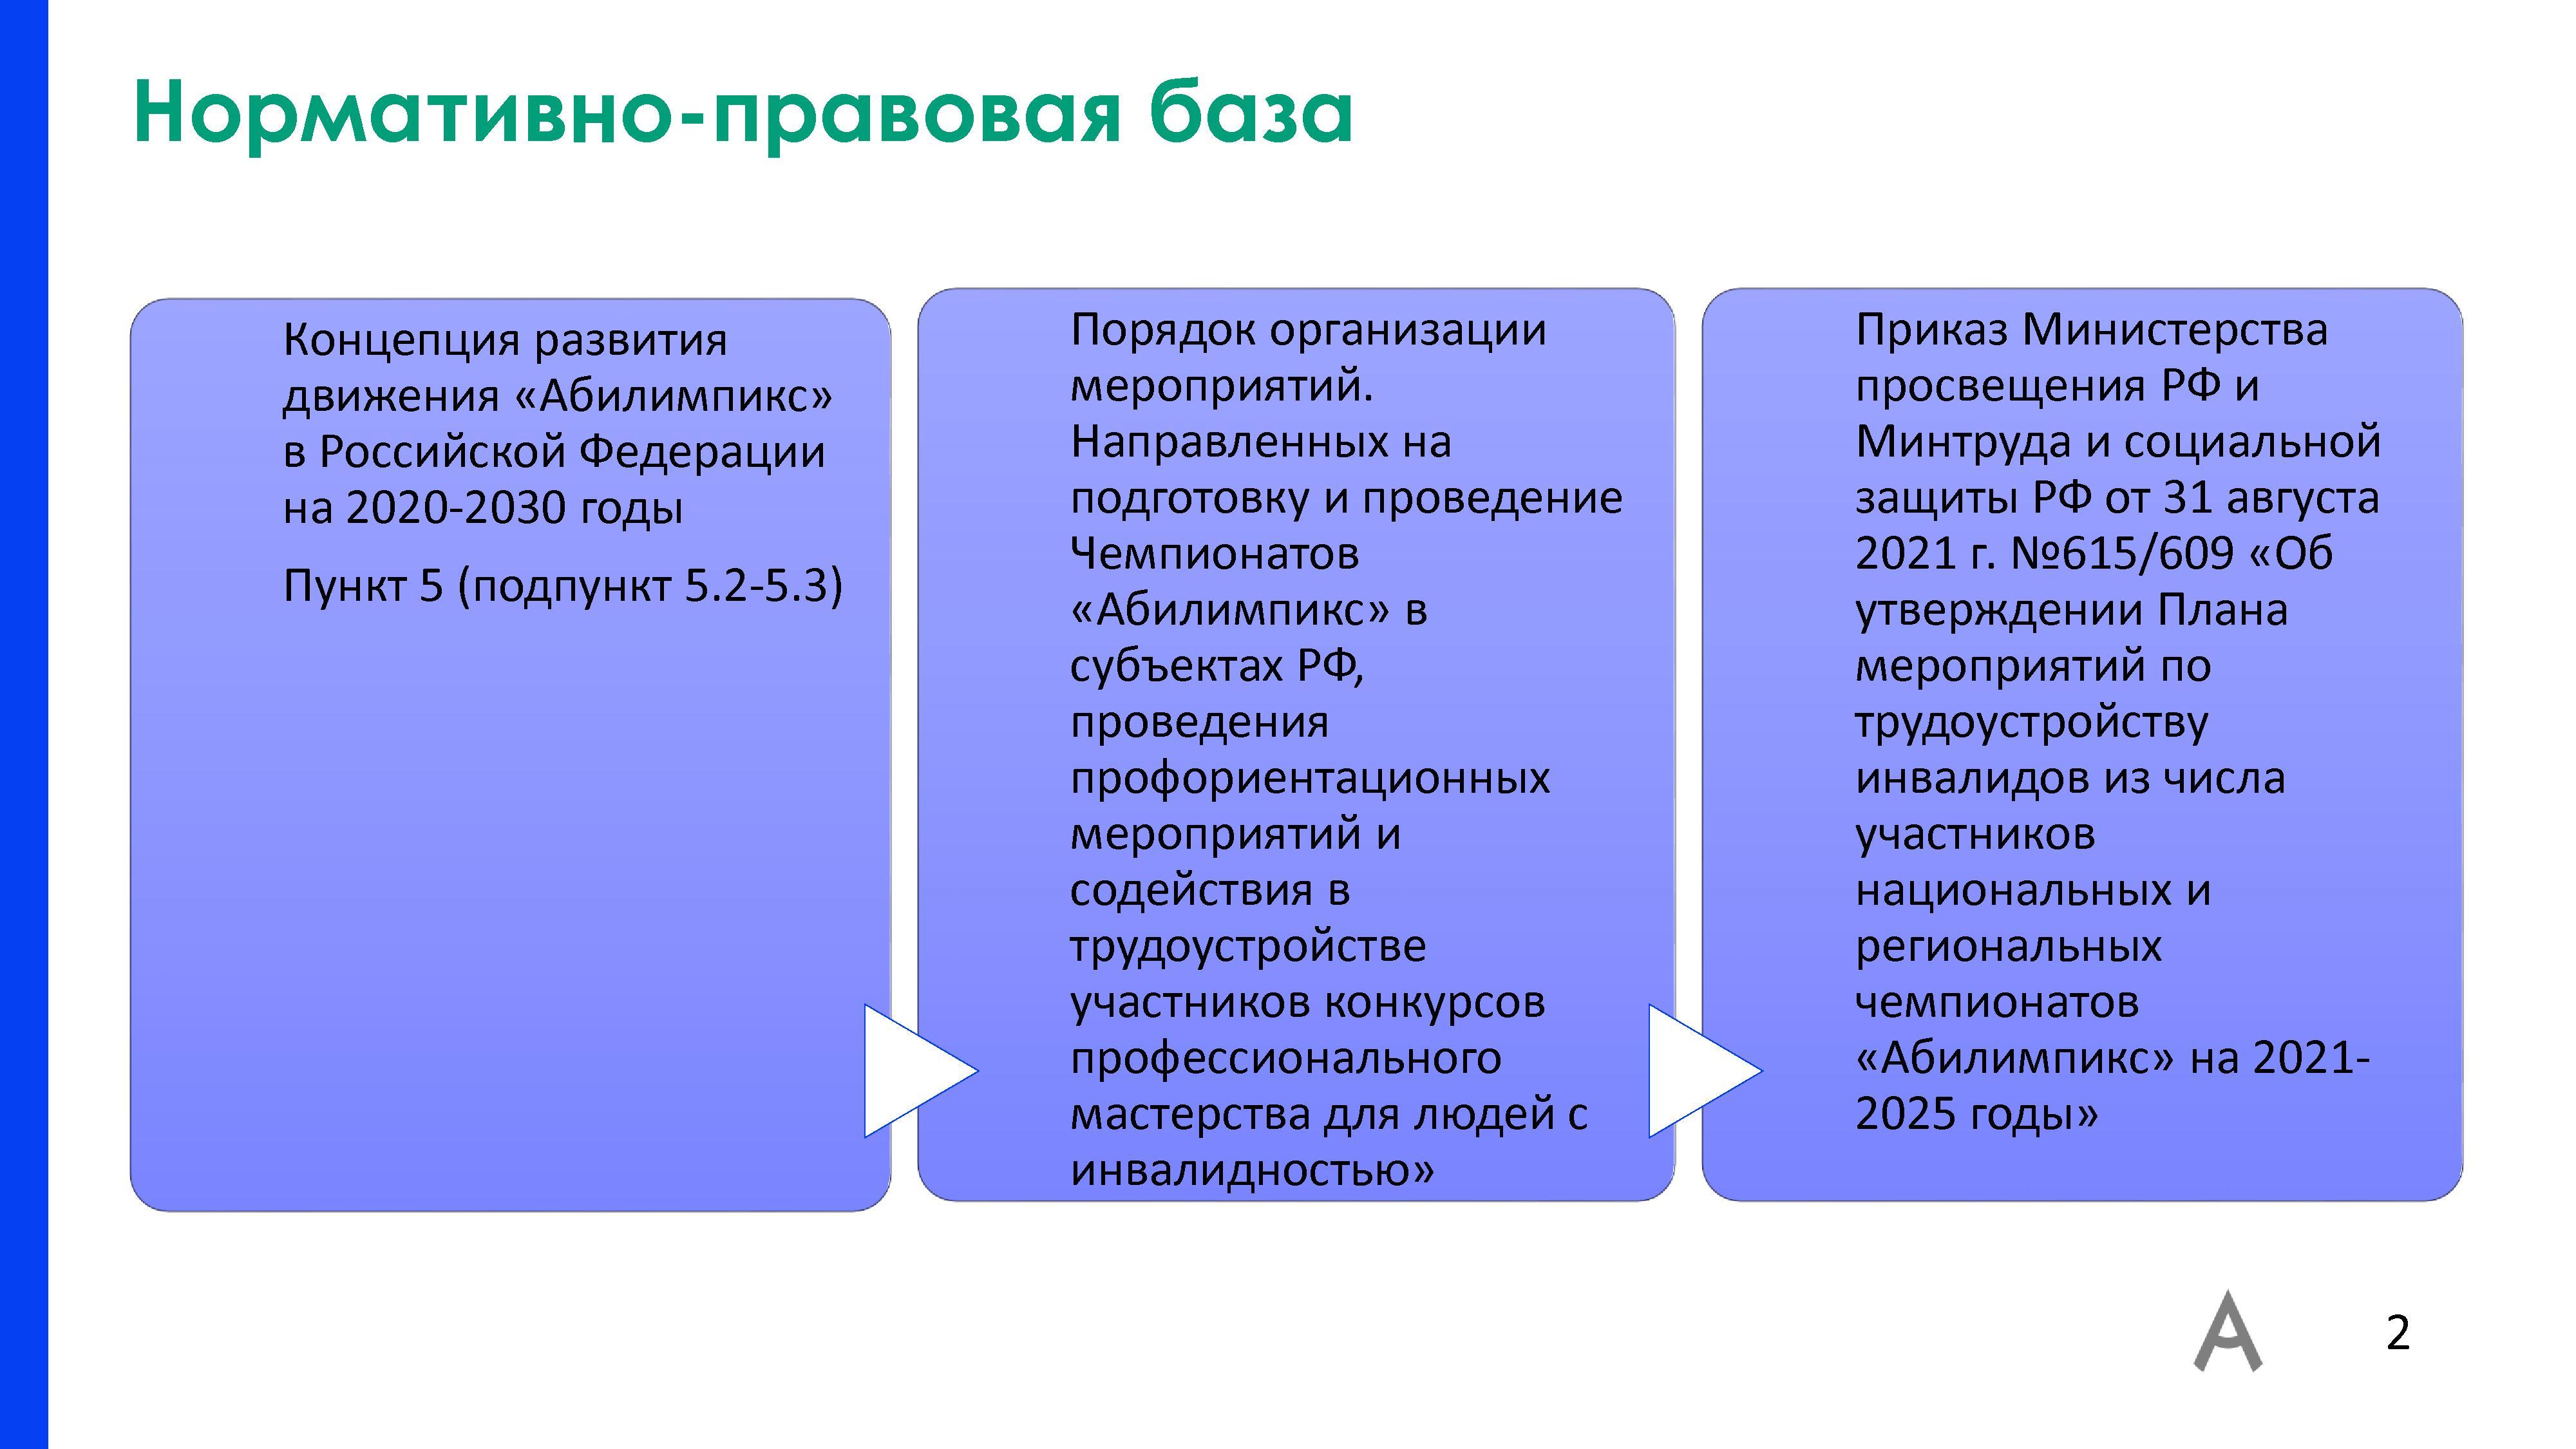 Нормативно-правовая база
Концепция развития
движения «Абилимпикс»
в Российской Федерации
на 2020-2030 годы
Пункт 5 (подпункт 5.2-5.3)
Порядок организации
мероприятий.
Направленных на
подготовку и проведение
Чемпионатов
«Абилимпикс» в
субъектах РФ,
проведения
профориентационных
мероприятий и
содействия в
трудоустройстве
участников конкурсов
профессионального
мастерства для людей с
инвалидностью»
Приказ Министерства
просвещения РФ и
Минтруда и социальной
защиты РФ от 31 августа
2021 г. №615/609 «Об
утверждении Плана
мероприятий по
трудоустройству
инвалидов из числа
участников
национальных и
региональных
чемпионатов
«Абилимпикс» на 2021-
2025 годы»
2